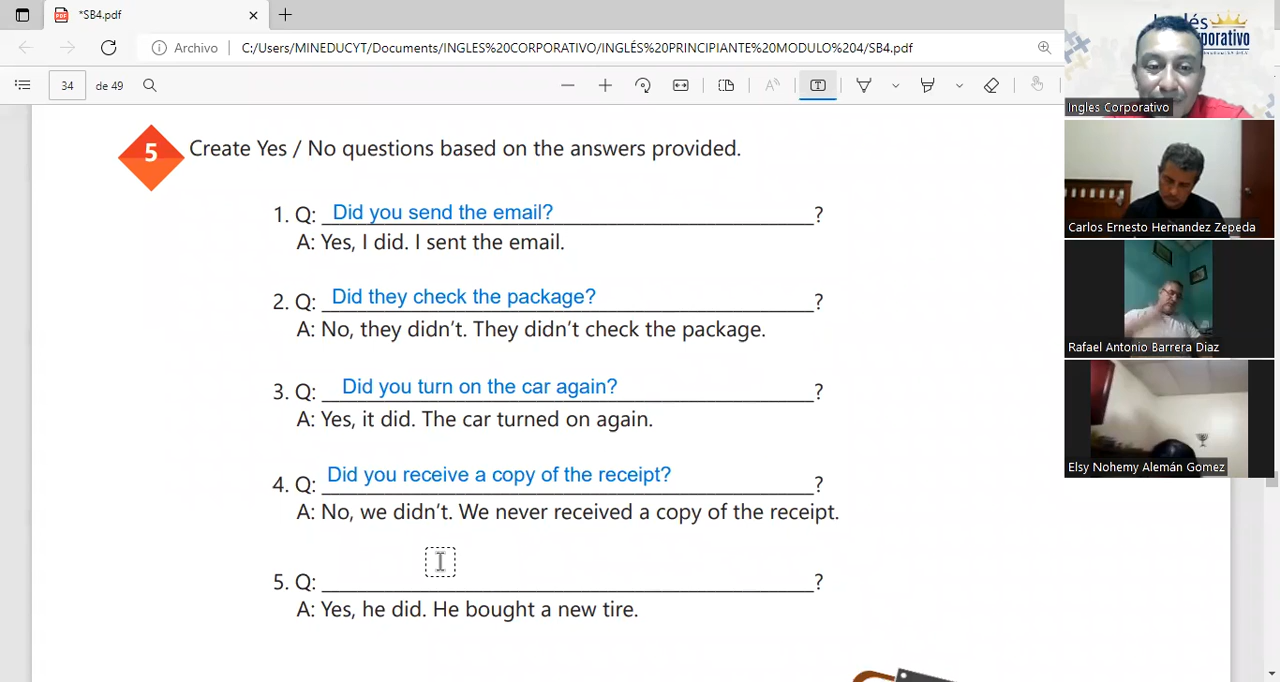 *SB4.pdf
Archivo
C:/Users/MINEDUCYT/Documents/INGLES%20CORPORATIVO/INGLÉS%20PRINCIPIANTE%20MODULO%204/SB4.pdf
34 de 49
5 Create Yes / No questions based on the answers provided.
1. Q: Did you send the email? ?
A: Yes, I did. I sent the email.
2. Q: Did they check the package? ?
A: No, they didn't. They didn't check the package.
3. Q: Did you turn on the car again? ?
A: Yes, it did. The car turned on again.
4. Q: Did you receive a copy of the receipt? ?
A: No, we didn't. We never received a copy of the receipt.
5. Q: ?
A: Yes, he did. He bought a new tire.
Ingles Corporativo
Carlos Ernesto Hernandez Zepeda
Rafael Antonio Barrera Diaz
Elsy Nohemy Alemán Gomez